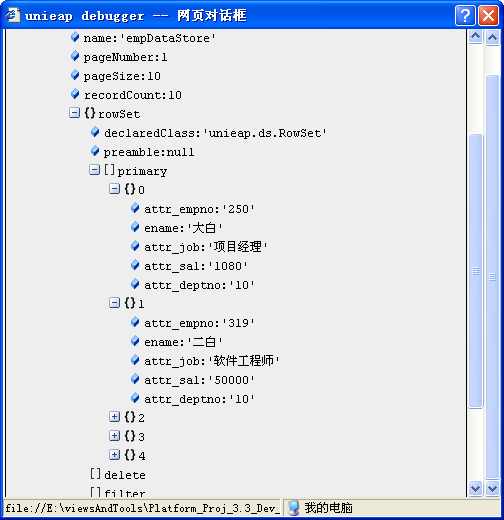 unieap debugger -- 网页对话框
name:'empDataStore'
pageNumber:1
pageSize:10
recordCount:10
{}rowSet
declaredClass:'unieap.ds.RowSet'
preamble:null
[]primary
{}0
attr_empno:'250'
ename:'大白'
attr_job:'项目经理'
attr_sal:'1080'
attr_deptno:'10'
{}1
attr_empno:'319'
ename:'二白'
attr_job:'软件工程师'
attr_sal:'50000'
attr_deptno:'10'
{}2
{}3
{}4
[]delete
[]filter
file://E:\viewsAndTools\Platform_Proj_3.3_Dev_ 我的电脑